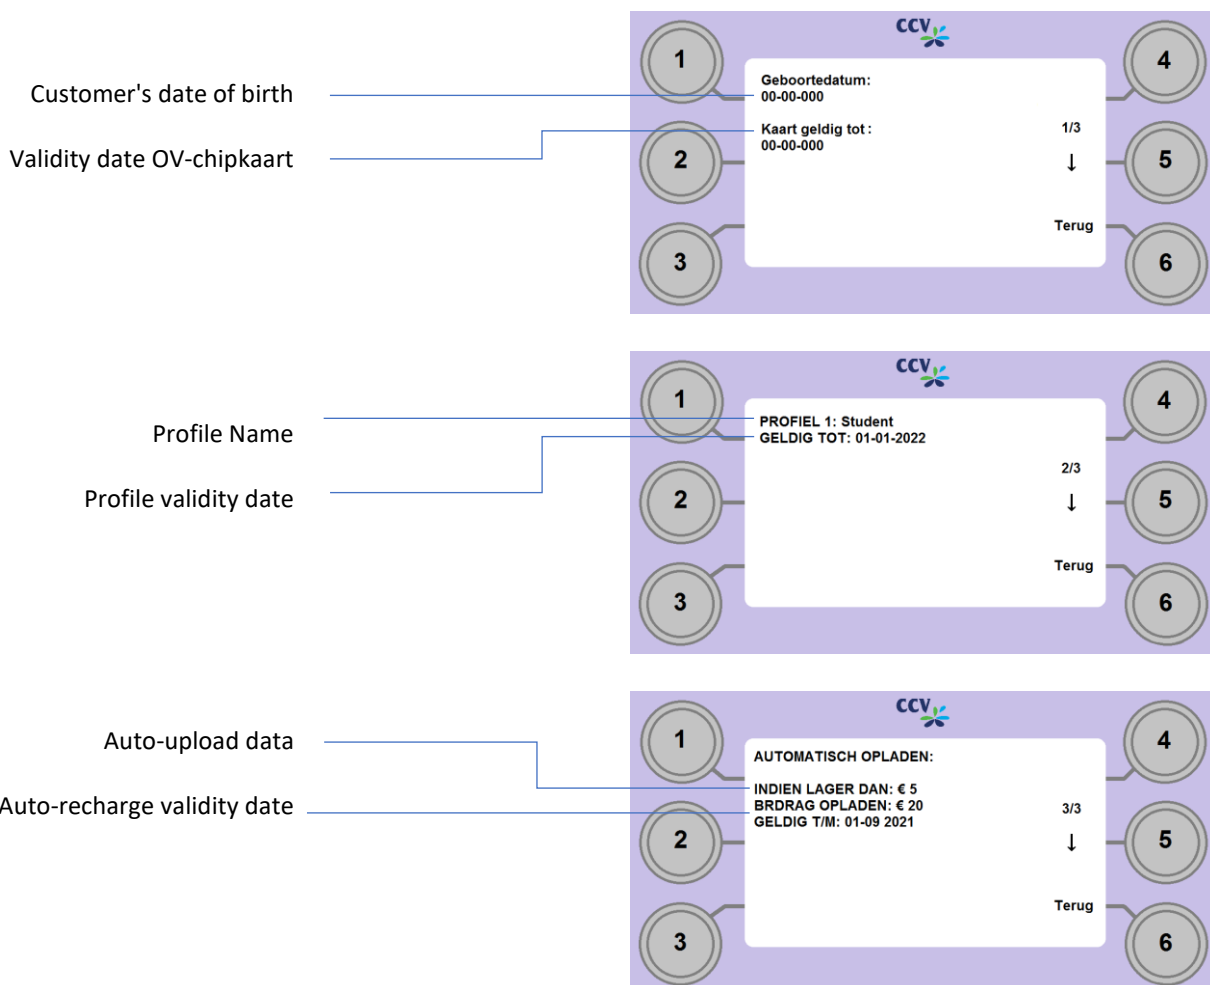 CCV
1
4
Customer's date of birth
Geboortedatum:
00-00-000
Validity date OV-chipkaart
Kaart geldig tot :
00-00-000
1/3
2
↓
5
Terug
3
6
CCV
1
4
Profile Name
PROFIEL 1: Student
GELDIG TOT: 01-01-2022
Profile validity date
2/3
2
↓
5
Terug
3
6
CCV
1
4
Auto-upload data
AUTOMATISCH OPLADEN:
INDIEN LAGER DAN: € 5
Auto-recharge validity date
BRDRAG OPLADEN: € 20
GELDIG T/M: 01-09 2021
3/3
2
↓
5
Terug
3
6